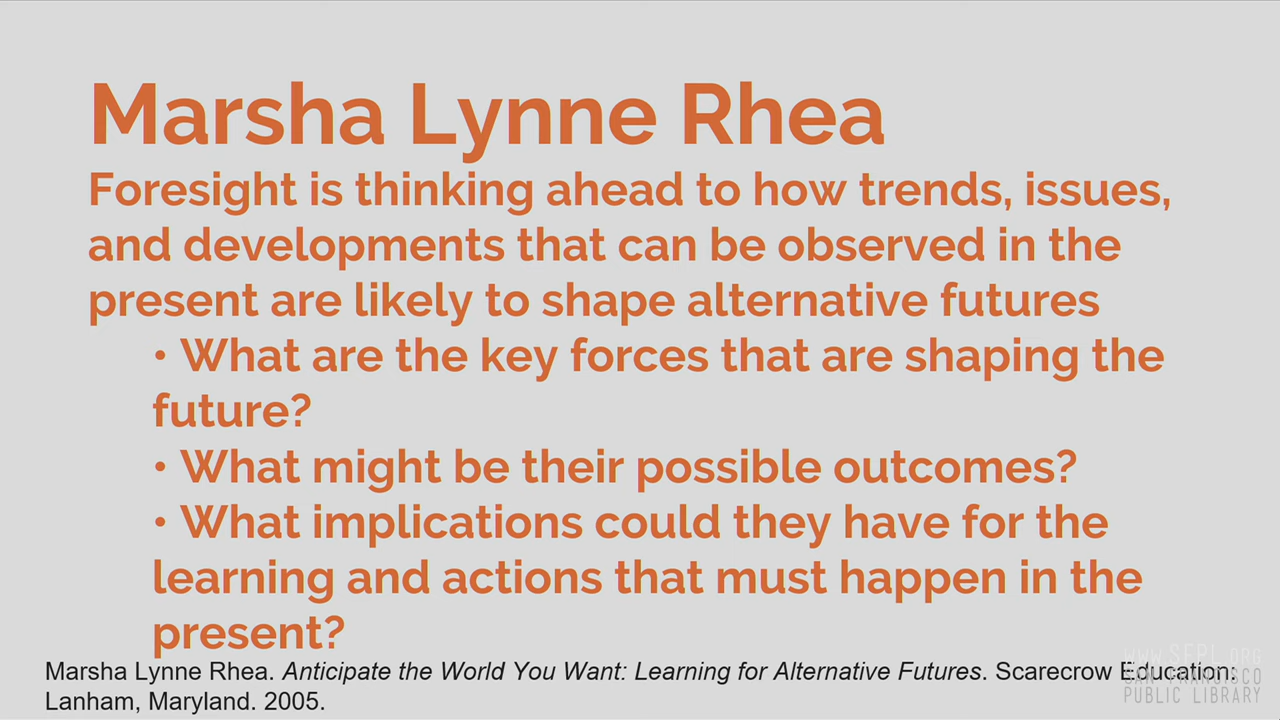 Marsha Lynne Rhea
Foresight is thinking ahead to how trends, issues,
and developments that can be observed in the
present are likely to shape alternative futures
• What are the key forces that are shaping the
future?
• What might be their possible outcomes?
• What implications could they have for the
learning and actions that must happen in the
present?
Marsha Lynne Rhea. Anticipate the World You Want: Learning for Alternative Futures. Scarecrow Education:
Lanham, Maryland. 2005.
WWW.SFPL.ORG
SAN FRANCISCO
PUBLIC LIBRARY